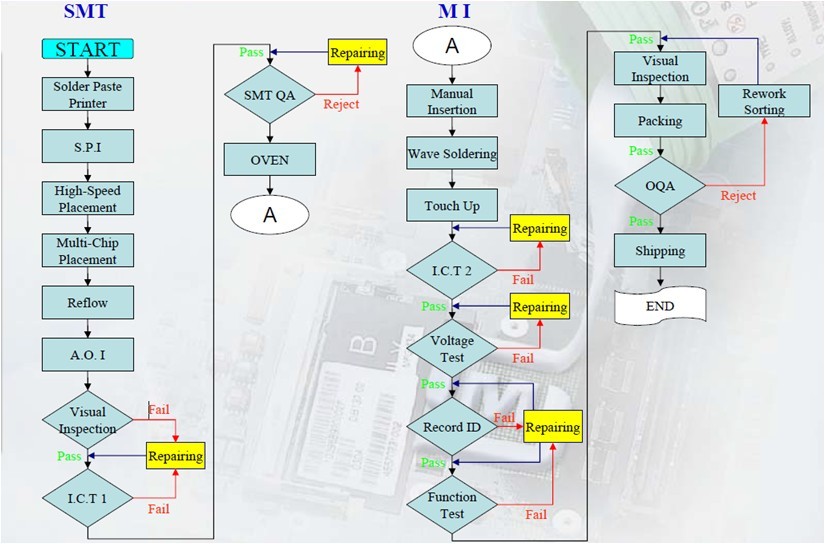 SMT
START
Solder Paste
Printer
S.P.I
High-Speed
Placement
Multi-Chip
Placement
Reflow
A.O. I
Visual
Inspection
Fail
Pass
Repairing
I.C.T 1
Fail
Pass
Repairing
SMT QA
Reject
OVEN
A
M I
A
Manual
Insertion
Wave Soldering
Touch Up
Repairing
I.C.T 2
Fail
Pass
Repairing
Voltage
Test
Fail
Pass
Record ID
Fail
Repairing
Pass
Function
Test
Fail
Pass
Visual
Inspection
Rework
Sorting
Packing
Pass
OQA
Reject
Pass
Shipping
END